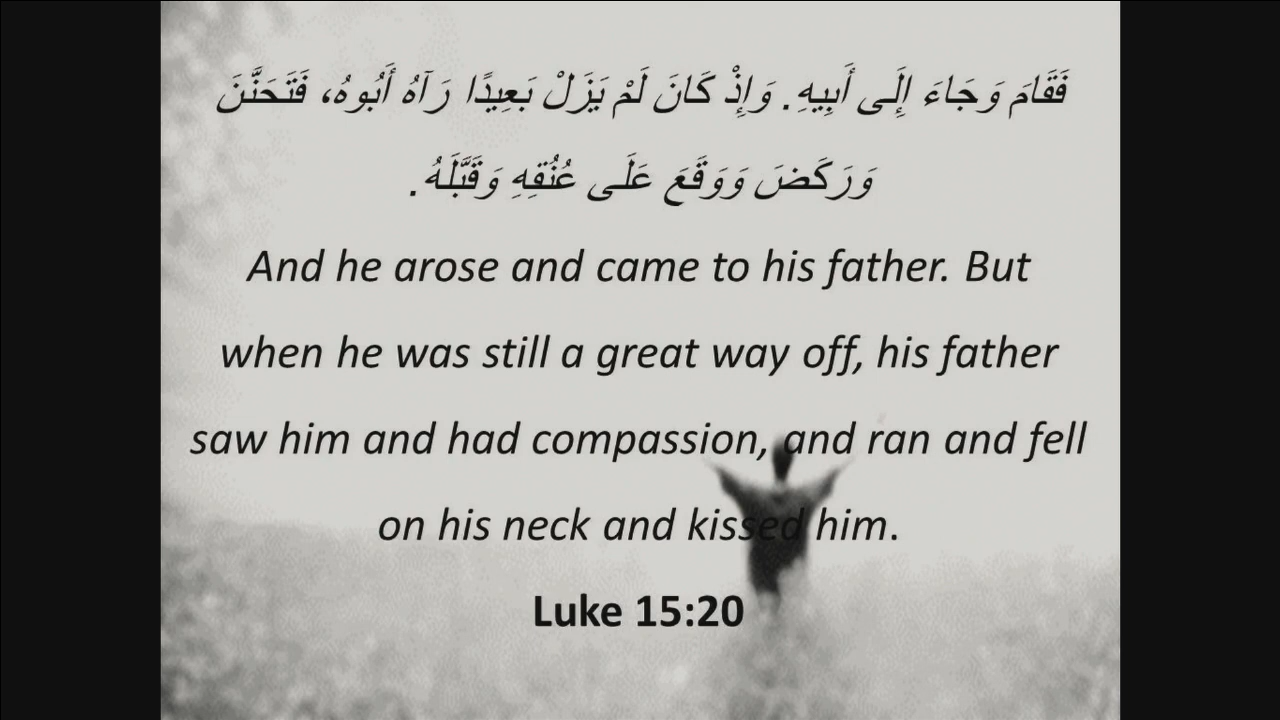 فَقَامَ وَجَاءَ إِلَى أَبِيهِ. وَإِذْ كَانَ لَمْ يَزَلْ بَعِيدًا رَآهُ أَبُوهُ، فَتَحَنَّنَ
وَرَكَضَ وَوَقَعَ عَلَى عُنُقِهِ وَقَبَّلَهُ.
And he arose and came to his father. But
when he was still a great way off, his father
saw him and had compassion, and ran and fell
on his neck and kissed him.
Luke 15:20